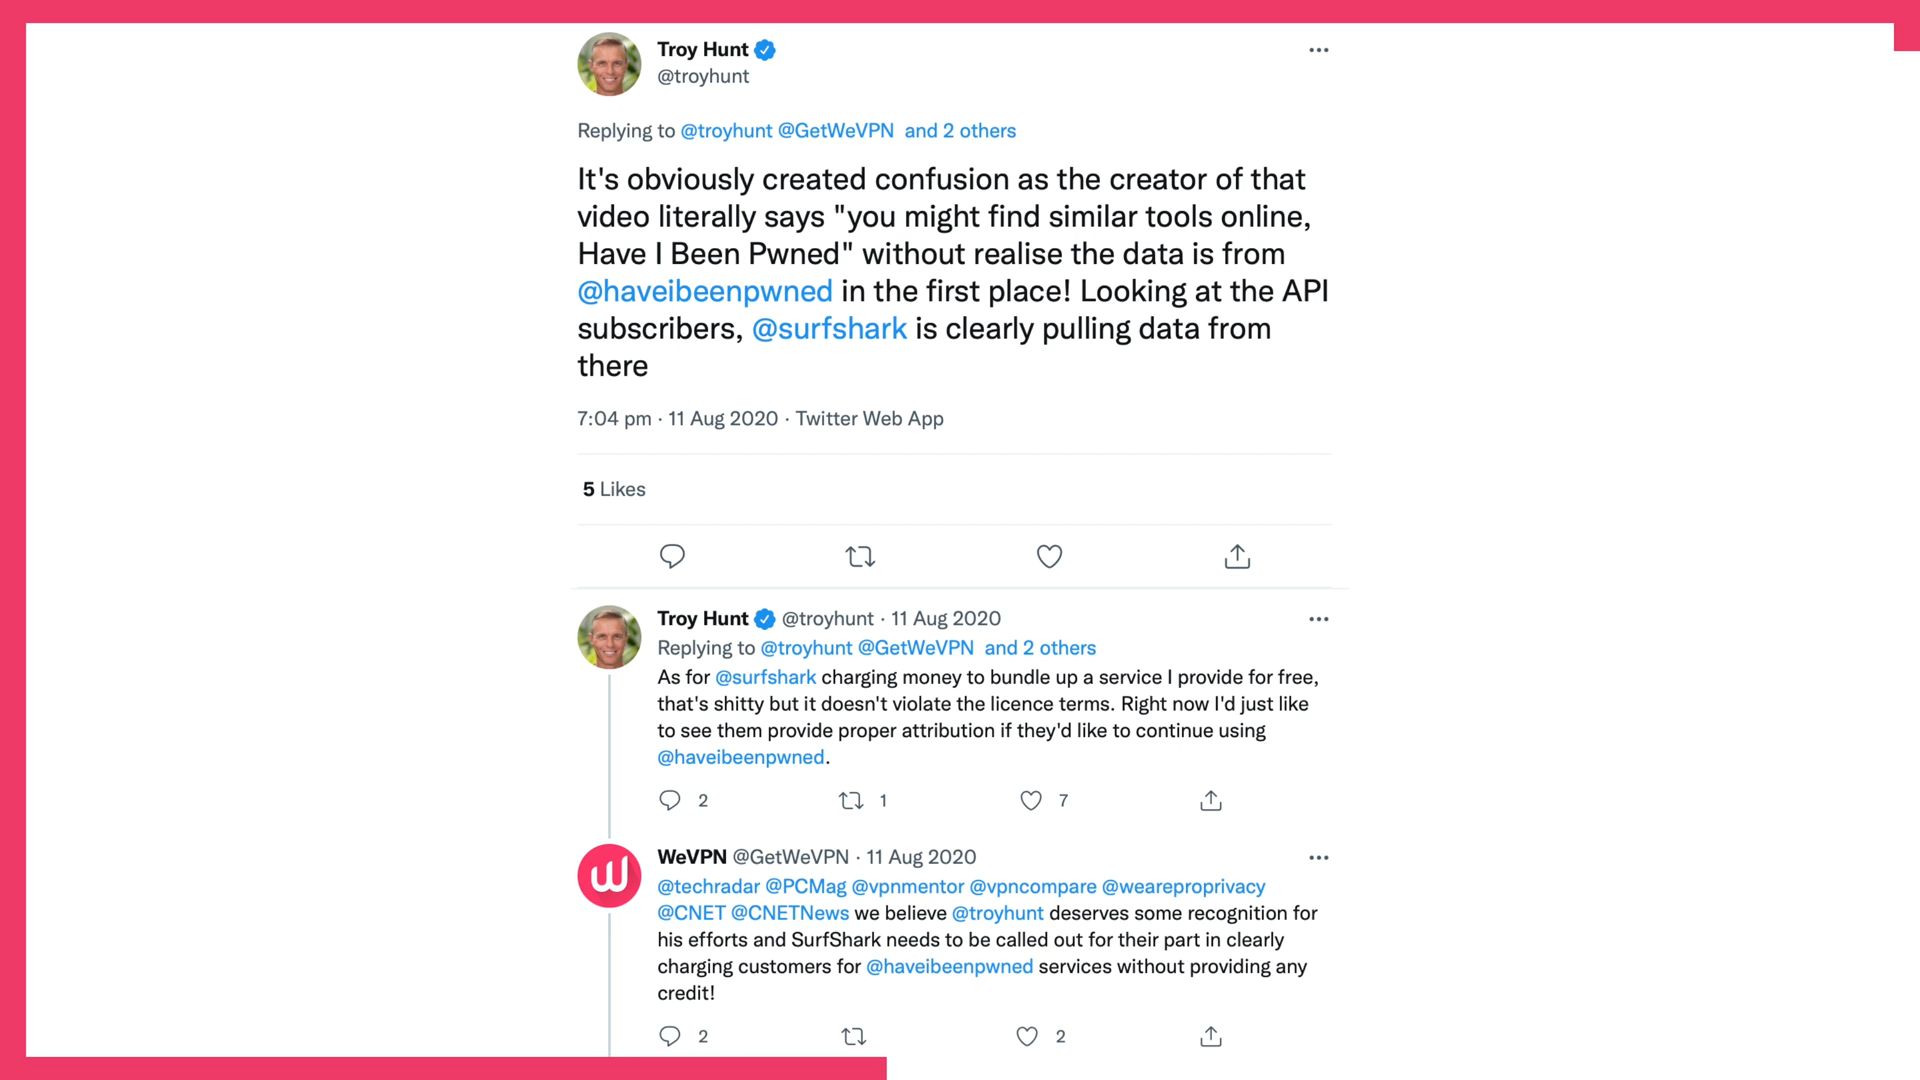 Troy Hunt
@troyhunt
Replying to @troyhunt @GetWeVPN and 2 others
It's obviously created confusion as the creator of that
video literally says "you might find similar tools online,
Have I Been Pwned" without realise the data is from
@haveibeenpwned in the first place! Looking at the API
subscribers, @surfshark is clearly pulling data from
there
7:04 pm · 11 Aug 2020 · Twitter Web App
5 Likes
Troy Hunt @troyhunt · 11 Aug 2020
Replying to @troyhunt @GetWeVPN and 2 others
As for @surfshark charging money to bundle up a service I provide for free,
that's shitty but it doesn't violate the licence terms. Right now I'd just like
to see them provide proper attribution if they'd like to continue using
@haveibeenpwned.
2 1 7
WeVPN @GetWeVPN · 11 Aug 2020
@techradar @PCMag @vpnmentor @vpncompare @weareproprivacy
@CNET @CNETNews we believe @troyhunt deserves some recognition for
his efforts and SurfShark needs to be called out for their part in clearly
charging customers for @haveibeenpwned services without providing any
credit!
2 2